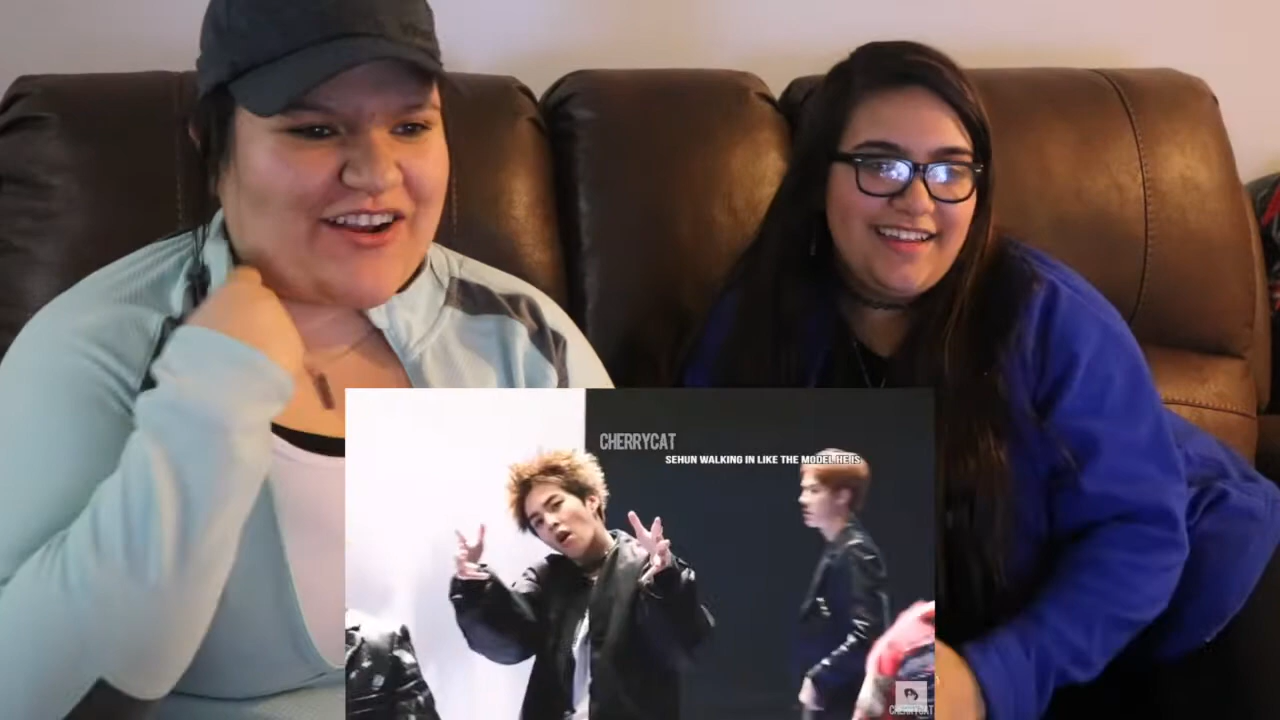 CHERRYCAT
SEHUN WALKING IN LIKE THE MODEL HE IS
CHERRYCAT